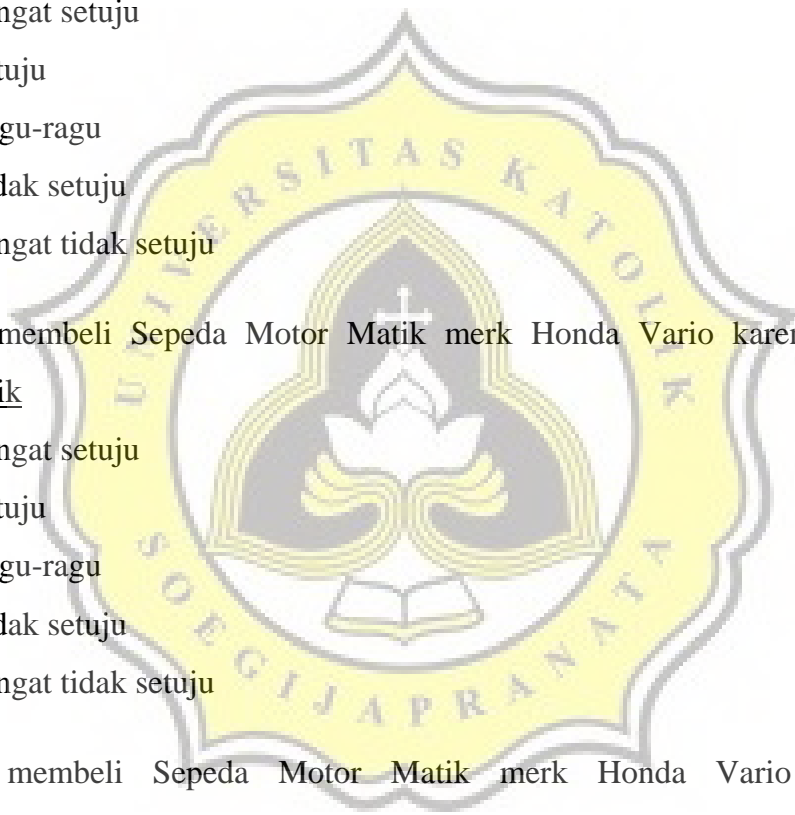 ngat setuju
tuju
gu-ragu
dak setuju
ngat tidak setuju
membeli Sepeda Motor Matik merk Honda Vario karen
ik
ngat setuju
tuju
gu-ragu
dak setuju
ngat tidak setuju
membeli Sepeda Motor Matik merk Honda Vario
UNIVERSITAS KATOLIK
SOEGIJAPRANATA